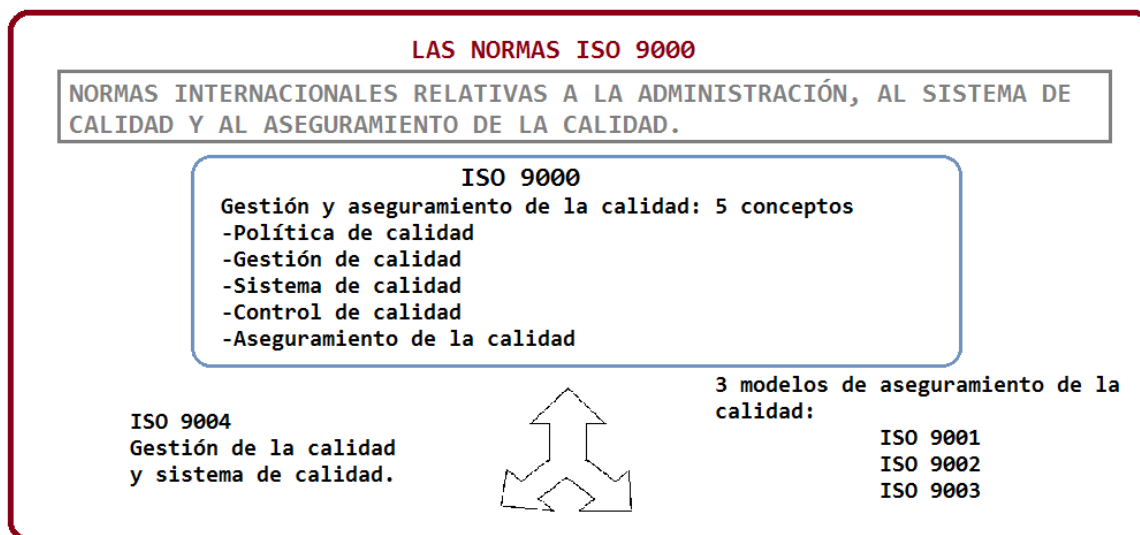 LAS NORMAS ISO 9000
NORMAS INTERNACIONALES RELATIVAS A LA ADMINISTRACIÓN, AL SISTEMA DE
CALIDAD Y AL ASEGURAMIENTO DE LA CALIDAD.
ISO 9000
Gestión y aseguramiento de la calidad: 5 conceptos
-Política de calidad
-Gestión de calidad
-Sistema de calidad
-Control de calidad
-Aseguramiento de la calidad
ISO 9004
Gestión de la calidad
y sistema de calidad.
3 modelos de aseguramiento de la
calidad:
ISO 9001
ISO 9002
ISO 9003